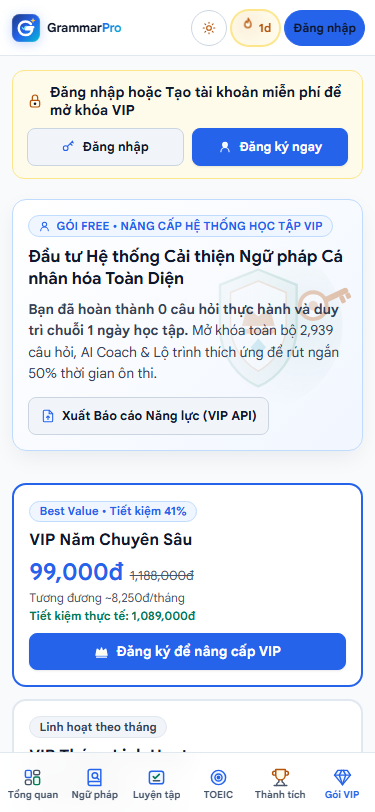 GrammarPro
1d
Đăng nhập
Đăng nhập hoặc Tạo tài khoản miễn phí để
mở khóa VIP
Đăng nhập
Đăng ký ngay
GÓI FREE • NÂNG CẤP HỆ THỐNG HỌC TẬP VIP
Đầu tư Hệ thống Cải thiện Ngữ pháp Cá
nhân hóa Toàn Diện
Bạn đã hoàn thành 0 câu hỏi thực hành và duy
trì chuỗi 1 ngày học tập. Mở khóa toàn bộ 2,939
câu hỏi, AI Coach & Lộ trình thích ứng để rút ngắn
50% thời gian ôn thi.
Xuất Báo cáo Năng lực (VIP API)
Best Value • Tiết kiệm 41%
VIP Năm Chuyên Sâu
99,000đ 1,188,000đ
Tương đương ~8,250đ/tháng
Tiết kiệm thực tế: 1,089,000đ
Đăng ký để nâng cấp VIP
Linh hoạt theo tháng
Tổng quan
Ngữ pháp
Luyện tập
TOEIC
Thành tích
Gói VIP